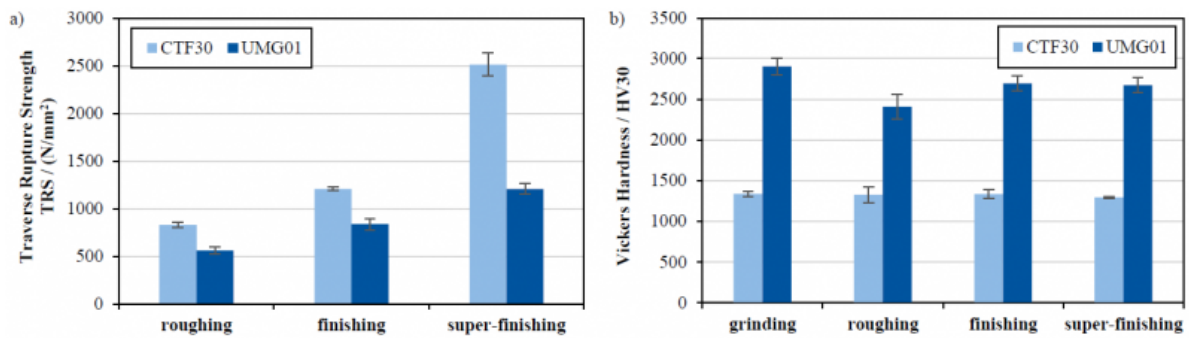 a)
3000
2500
2000
1500
1000
500
0
Traverse Rupture Strength
TRS / (N/mm²)
CTF30 UMG01
roughing finishing super-finishing
b)
3500
3000
2500
2000
1500
1000
500
0
Vickers Hardness / HV30
CTF30 UMG01
grinding roughing finishing super-finishing